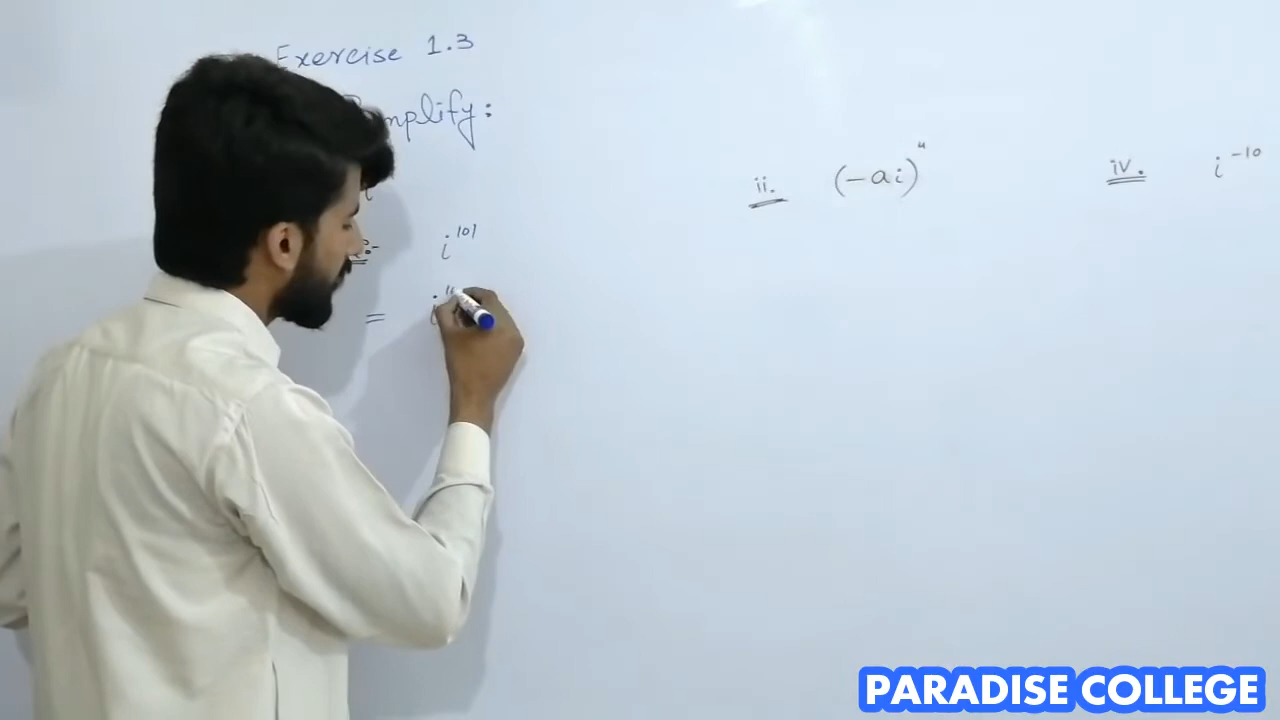 Exercise 1.3
mplify:
ii. (-ai)⁴ iv. i⁻¹⁰
i¹⁰¹
= i
PARADISE COLLEGE